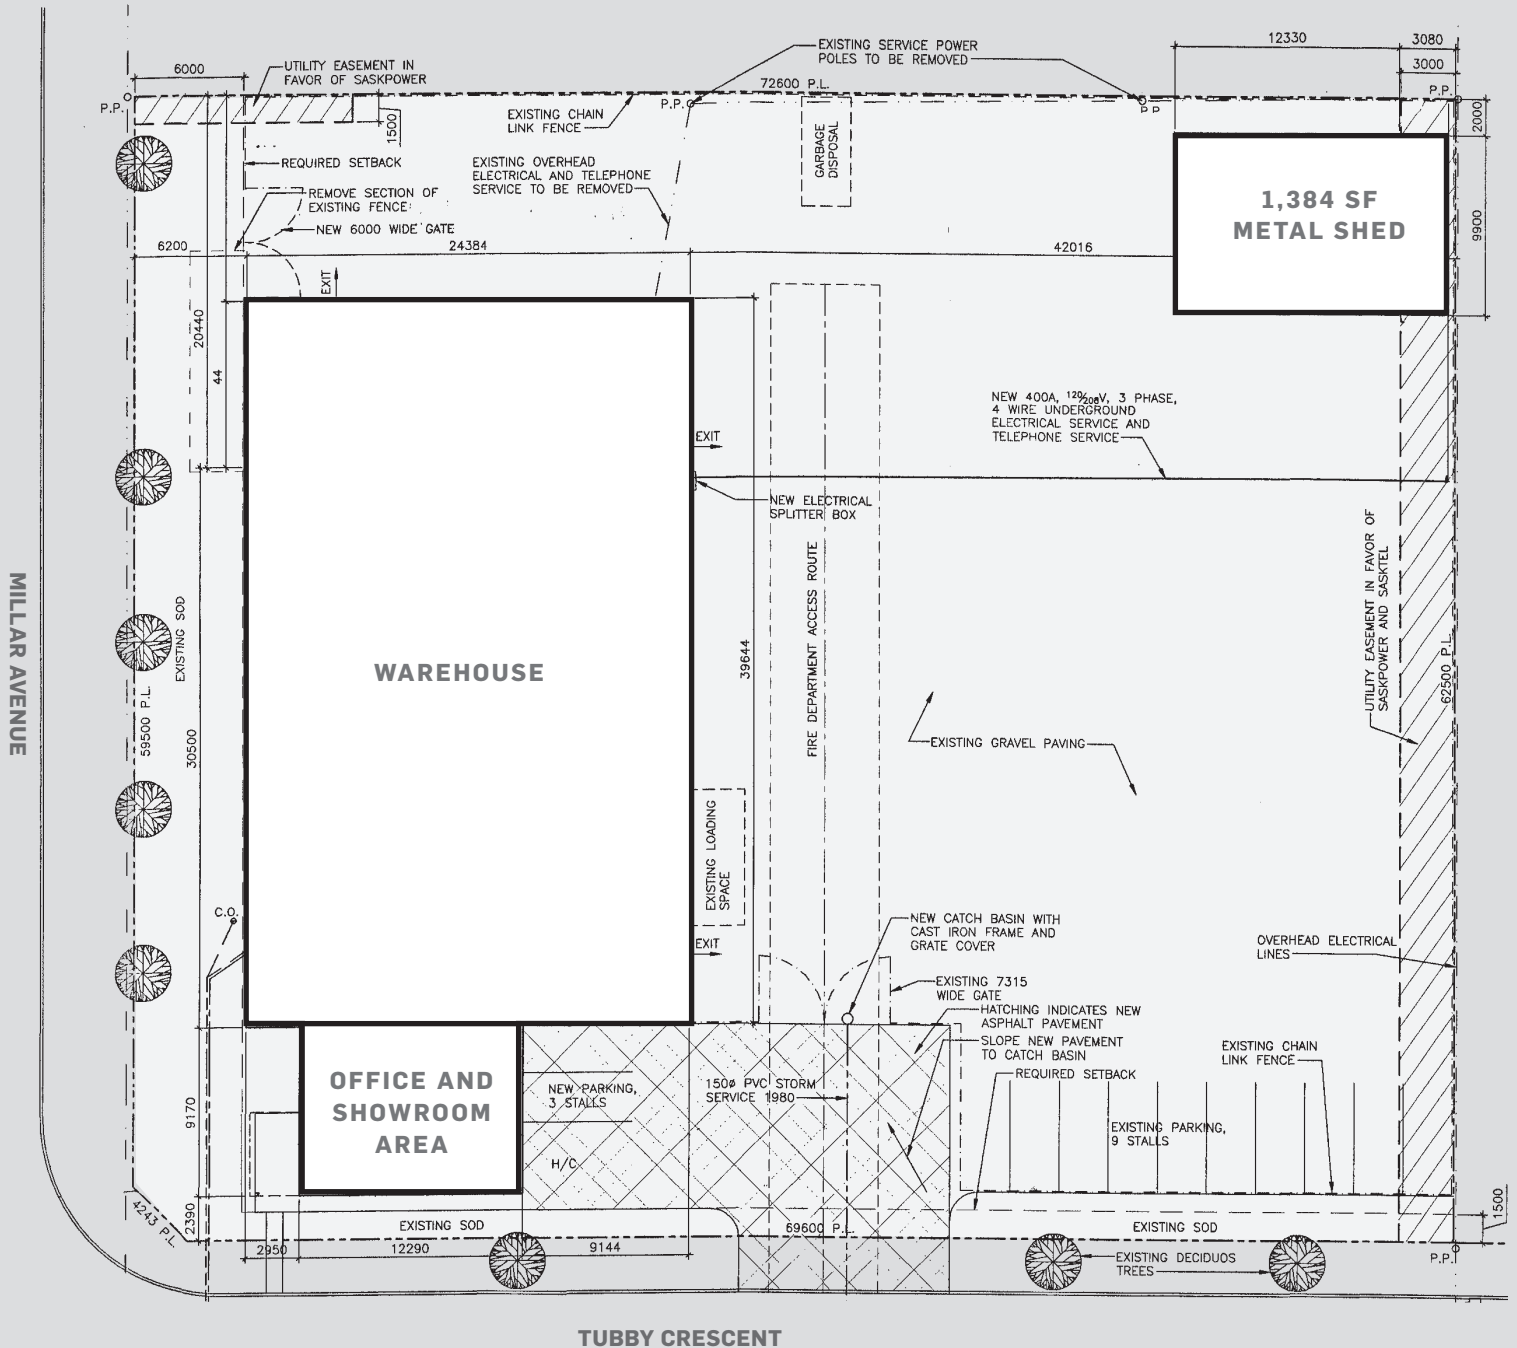 12330
3080
EXISTING SERVICE POWER
POLES TO BE REMOVED
6000
UTILITY EASEMENT IN
FAVOR OF SASKPOWER
3000
72600 P.L.
P.P.
P.P.
P.P.
P.P.
EXISTING CHAIN
LINK FENCE
1500
2000
GARBAGE
DISPOSAL
REQUIRED SETBACK
EXISTING OVERHEAD
ELECTRICAL AND TELEPHONE
SERVICE TO BE REMOVED
REMOVE SECTION OF
EXISTING FENCE
NEW 6000 WIDE GATE
1,384 SF
METAL SHED
9900
6200
24384
42016
EXIT
20440
44
NEW 400A, 120/208V, 3 PHASE,
4 WIRE UNDERGROUND
ELECTRICAL SERVICE AND
TELEPHONE SERVICE
EXIT
NEW ELECTRICAL
SPLITTER BOX
FIRE DEPARTMENT ACCESS ROUTE
UTILITY EASEMENT IN FAVOR OF
SASKPOWER AND SASKTEL
MILLAR AVENUE
EXISTING SOD
59500 P.L.
30500
WAREHOUSE
39644
62500 P.L.
EXISTING GRAVEL PAVING
EXISTING LOADING
SPACE
C.O.
EXIT
NEW CATCH BASIN WITH
CAST IRON FRAME AND
GRATE COVER
OVERHEAD ELECTRICAL
LINES
EXISTING 7315
WIDE GATE
HATCHING INDICATES NEW
ASPHALT PAVEMENT
SLOPE NEW PAVEMENT
TO CATCH BASIN
EXISTING CHAIN
LINK FENCE
REQUIRED SETBACK
OFFICE AND
SHOWROOM
AREA
NEW PARKING,
3 STALLS
150ø PVC STORM
SERVICE 1980
9170
EXISTING PARKING,
9 STALLS
H/C
4243 P.L.
2390
EXISTING SOD
69600 P.L.
EXISTING SOD
1500
2950
12290
9144
EXISTING DECIDUOS
TREES
P.P.
TUBBY CRESCENT